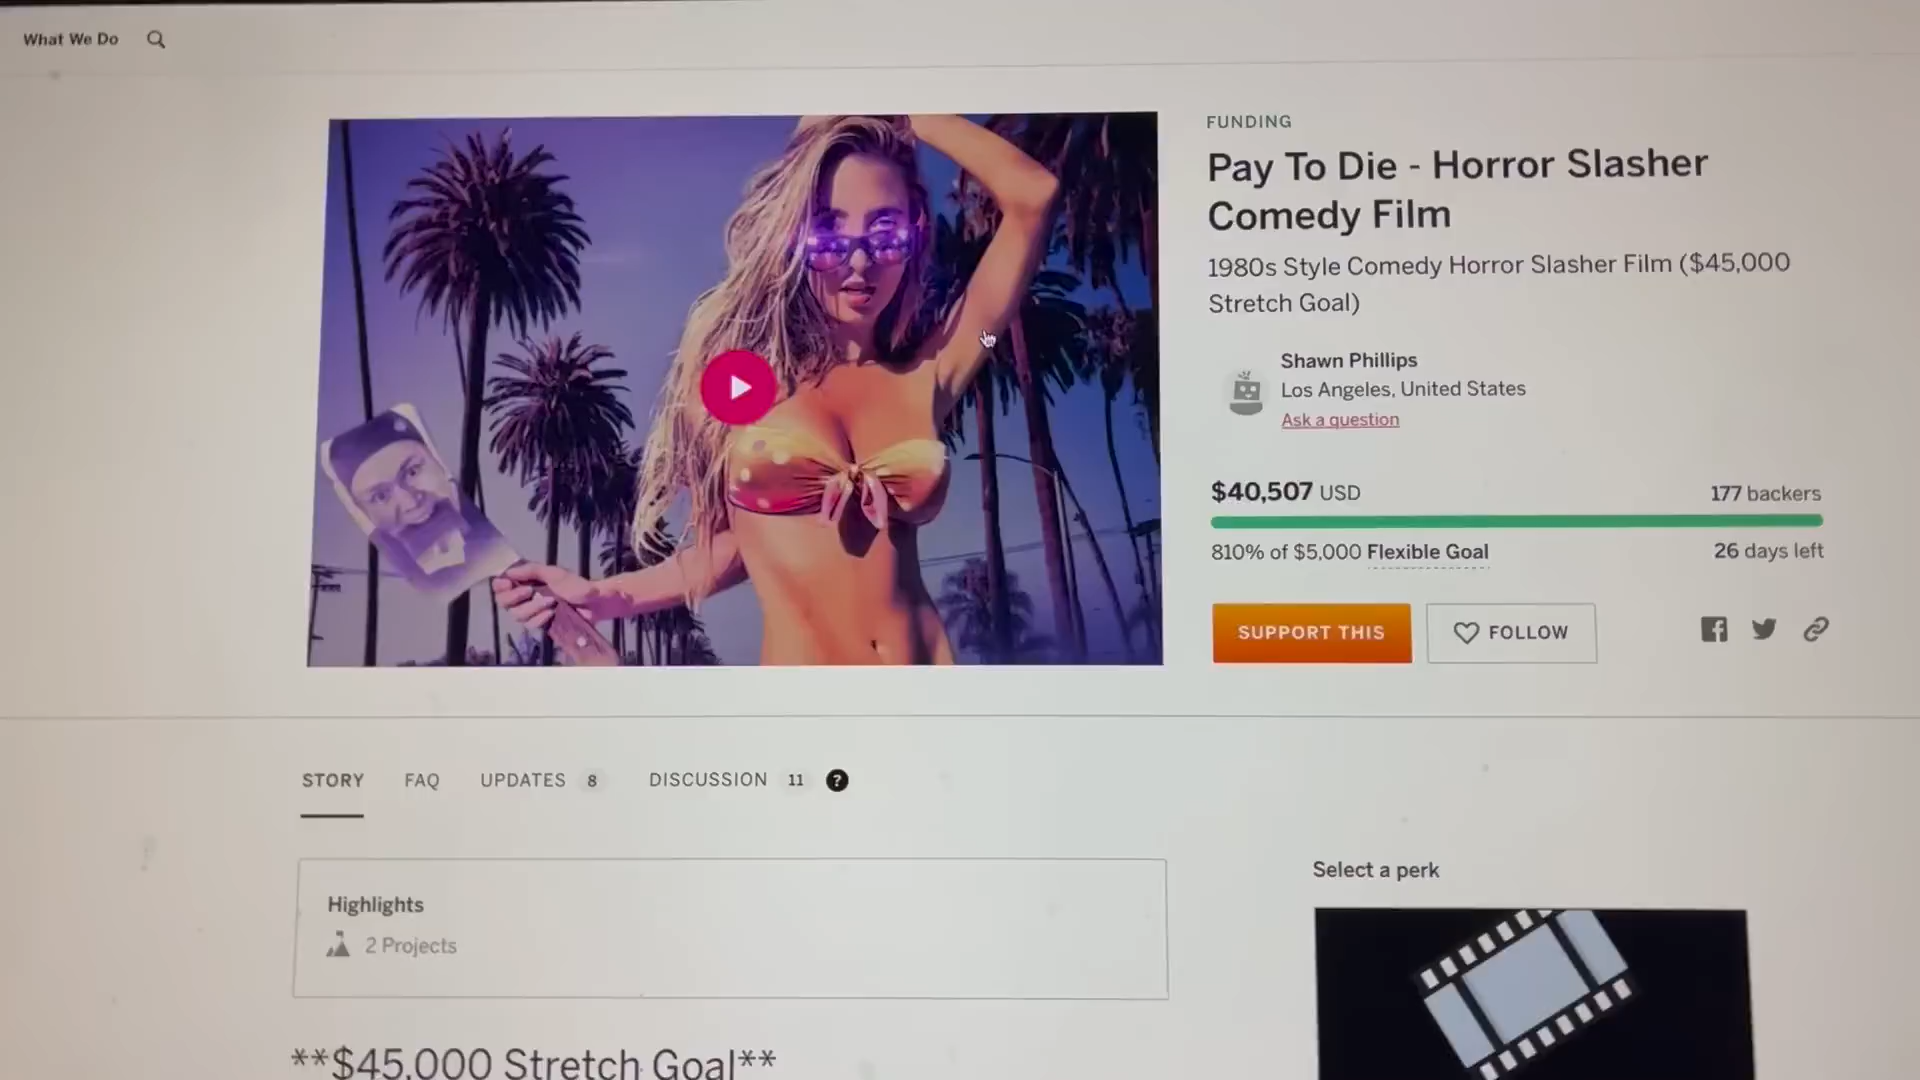 What We Do
FUNDING
Pay To Die - Horror Slasher
Comedy Film
1980s Style Comedy Horror Slasher Film ($45,000
Stretch Goal)
Shawn Phillips
Los Angeles, United States
Ask a question
$40,507 USD
177 backers
810% of $5,000 Flexible Goal
26 days left
SUPPORT THIS
FOLLOW
STORY
FAQ
UPDATES 8
DISCUSSION 11 ?
Highlights
2 Projects
Select a perk
**$45,000 Stretch Goal**